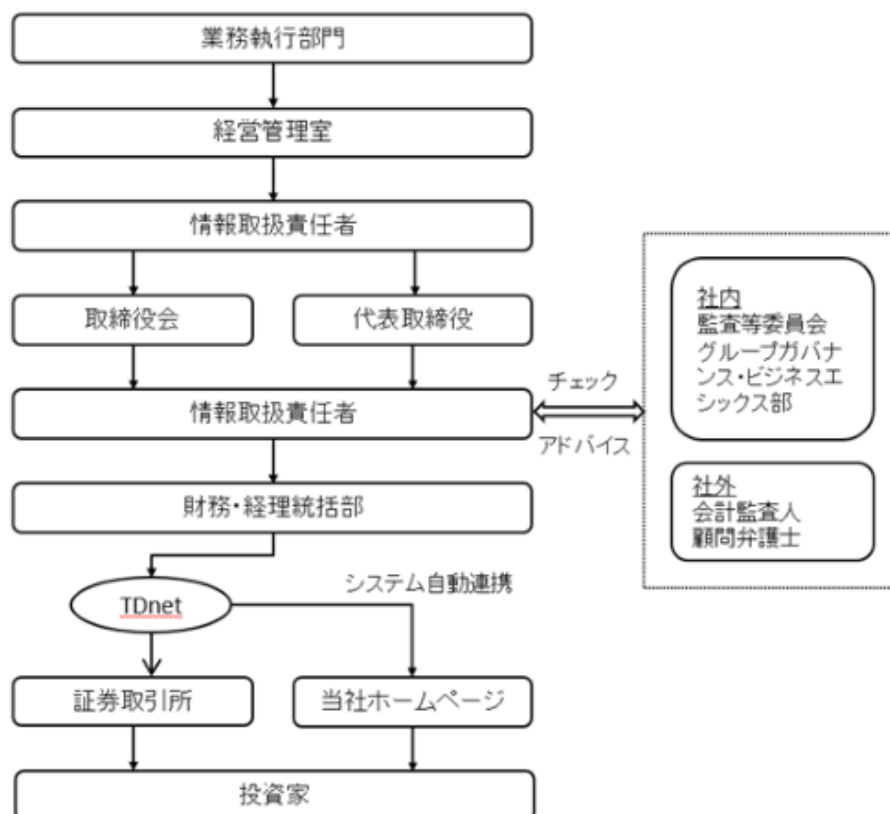 業務執行部門
経営管理室
情報取扱責任者
取締役会
代表取締役
情報取扱責任者
チェック
アドバイス
社内
監査等委員会
グループガバナ
ンス・ビジネスエ
シックス部
社外
会計監査人
顧問弁護士
財務・経理統括部
TDnet
システム自動連携
証券取引所
当社ホームページ
投資家